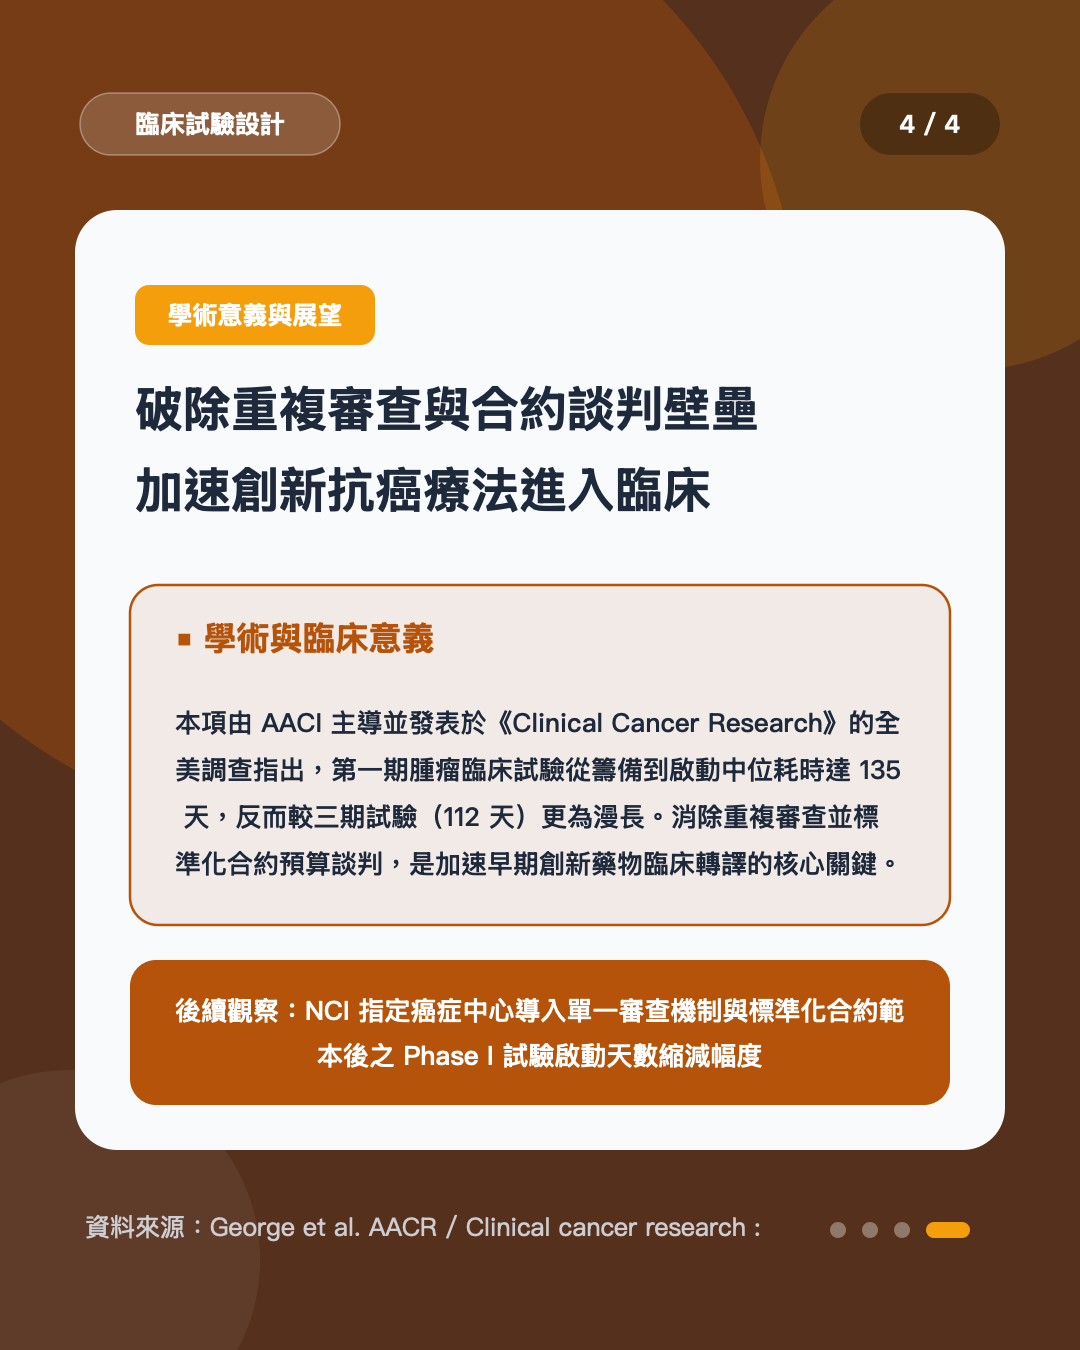 臨床試驗設計
4 / 4
學術意義與展望
破除重複審查與合約談判壁壘
加速創新抗癌療法進入臨床
▪ 學術與臨床意義
本項由 AACI 主導並發表於《Clinical Cancer Research》的全
美調查指出，第一期腫瘤臨床試驗從籌備到啟動中位耗時達 135
天，反而較三期試驗（112 天）更為漫長。消除重複審查並標
準化合約預算談判，是加速早期創新藥物臨床轉譯的核心關鍵。
後續觀察：NCI 指定癌症中心導入單一審查機制與標準化合約範
本後之 Phase I 試驗啟動天數縮減幅度
資料來源：George et al. AACR / Clinical cancer research :